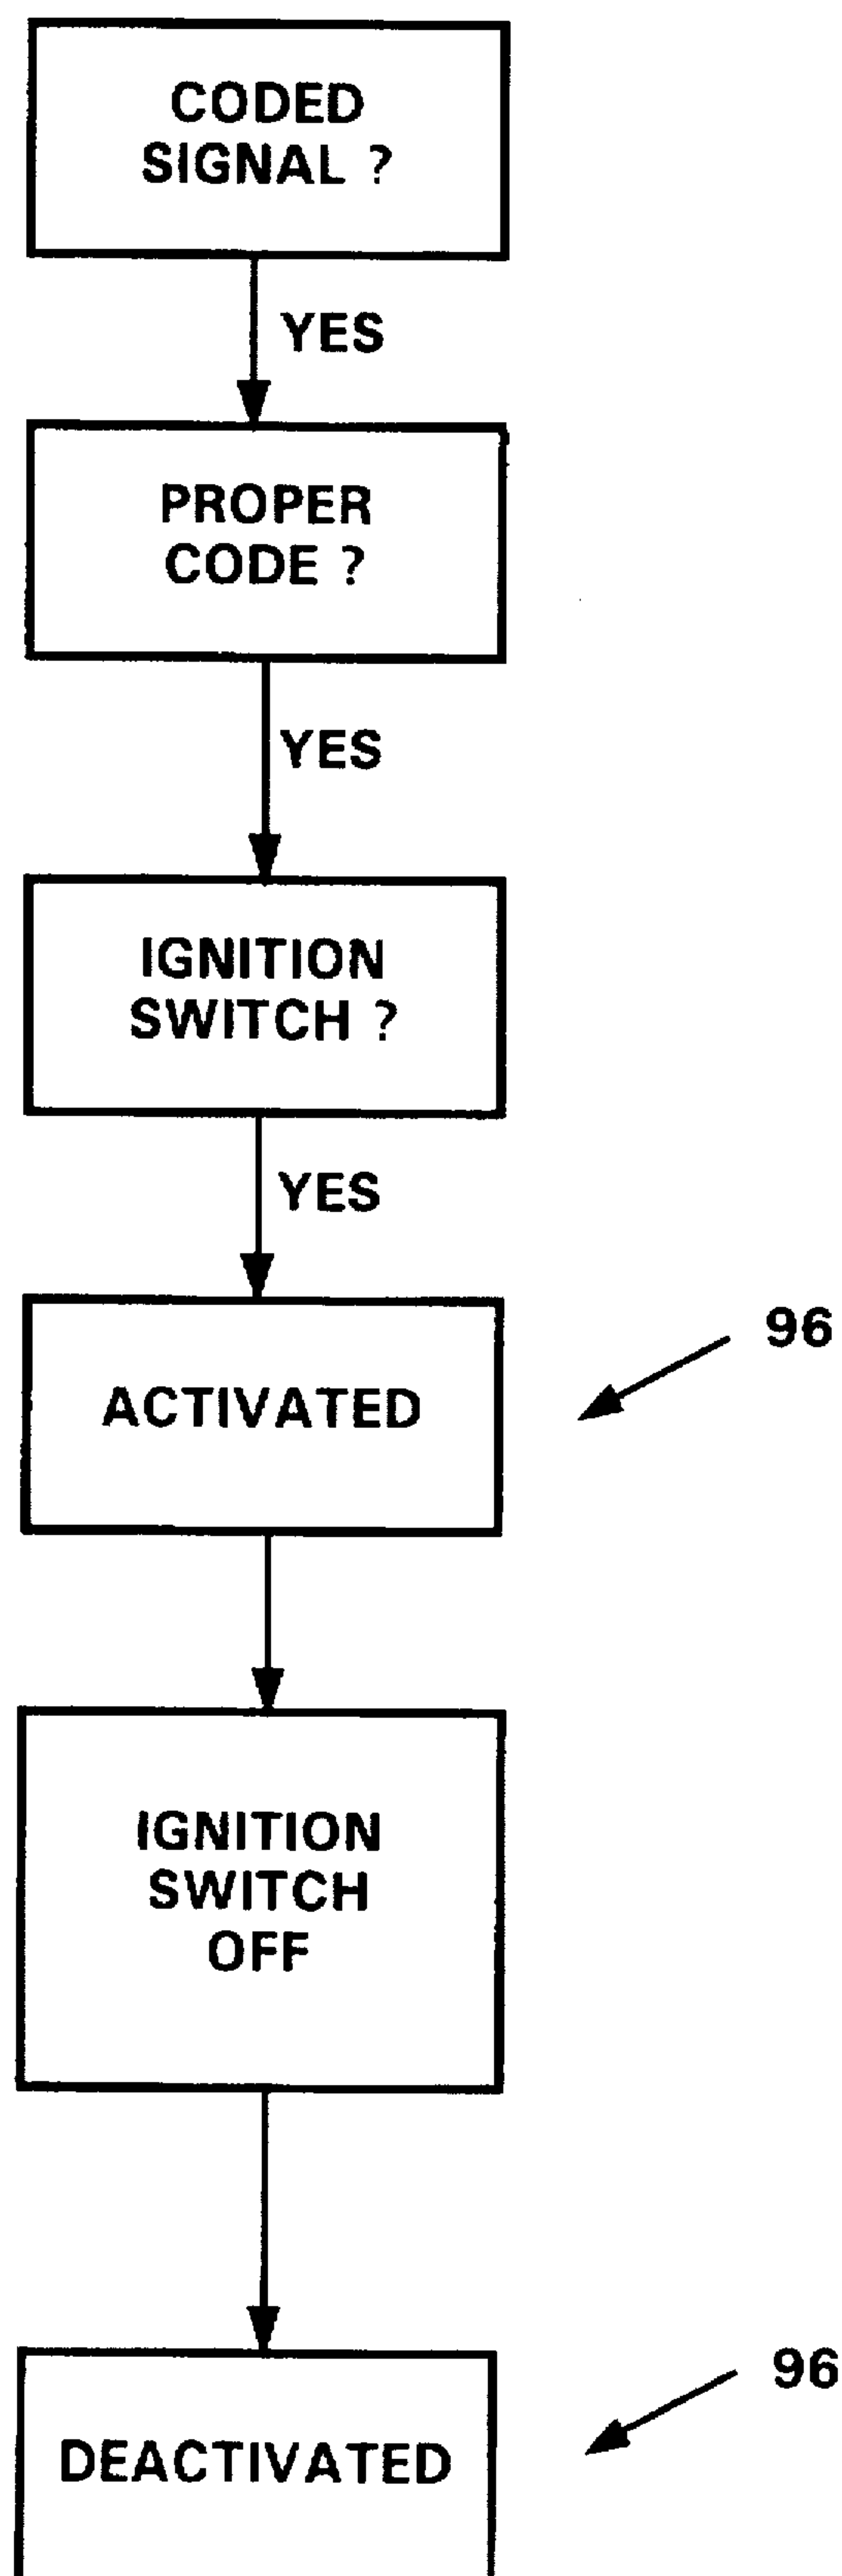 CODED
SIGNAL ?
YES
PROPER
CODE ?
YES
IGNITION
SWITCH ?
YES
96
ACTIVATED
IGNITION
SWITCH
OFF
96
DEACTIVATED